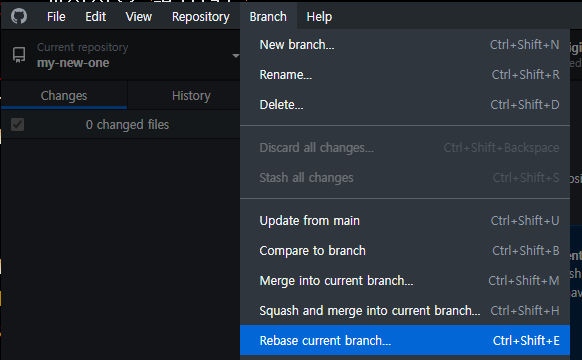 File Edit View Repository Branch Help
Current repository
my-new-one
Changes History
0 changed files
New branch... Ctrl+Shift+N
Rename... Ctrl+Shift+R
Delete... Ctrl+Shift+D
Discard all changes... Ctrl+Shift+Backspace
Stash all changes Ctrl+Shift+S
Update from main Ctrl+Shift+U
Compare to branch Ctrl+Shift+B
Merge into current branch... Ctrl+Shift+M
Squash and merge into current branch... Ctrl+Shift+H
Rebase current branch... Ctrl+Shift+E